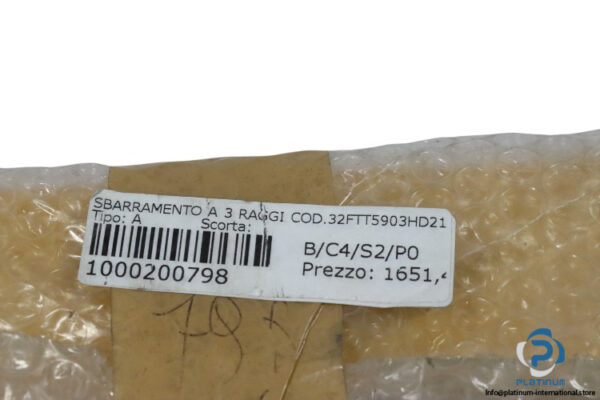 SBARRAMENTO A 3 RAGGI COD.32FTT5903HD21
Tipo: A Scorta:
B/C4/S2/P0
1000200798
Prezzo: 1651,
PLATINUM
info@platinum-international.store